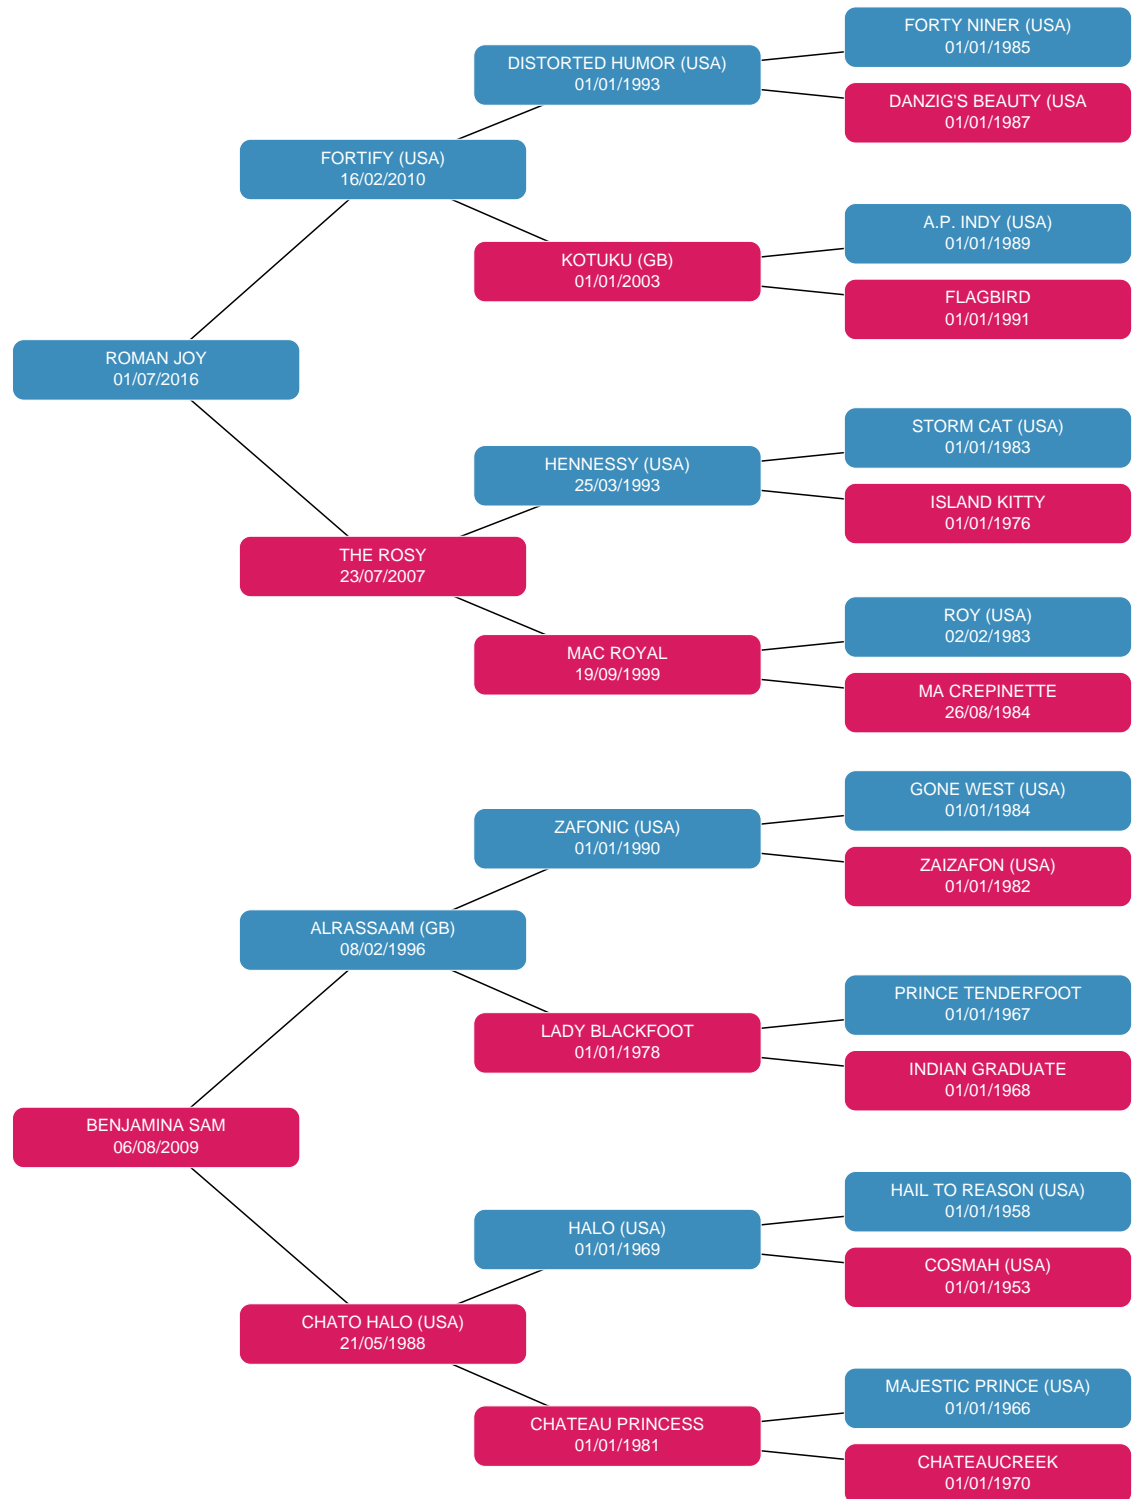 FORTY NINER (USA)
01/01/1985
DISTORTED HUMOR (USA)
01/01/1993
DANZIG'S BEAUTY (USA
01/01/1987
FORTIFY (USA)
16/02/2010
A.P. INDY (USA)
01/01/1989
KOTUKU (GB)
01/01/2003
FLAGBIRD
01/01/1991
ROMAN JOY
01/07/2016
STORM CAT (USA)
01/01/1983
HENNESSY (USA)
25/03/1993
ISLAND KITTY
01/01/1976
THE ROSY
23/07/2007
ROY (USA)
02/02/1983
MAC ROYAL
19/09/1999
MA CREPINETTE
26/08/1984
GONE WEST (USA)
01/01/1984
ZAFONIC (USA)
01/01/1990
ZAIZAFON (USA)
01/01/1982
ALRASSAAM (GB)
08/02/1996
PRINCE TENDERFOOT
01/01/1967
LADY BLACKFOOT
01/01/1978
INDIAN GRADUATE
01/01/1968
BENJAMINA SAM
06/08/2009
HAIL TO REASON (USA)
01/01/1958
HALO (USA)
01/01/1969
COSMAH (USA)
01/01/1953
CHATO HALO (USA)
21/05/1988
MAJESTIC PRINCE (USA)
01/01/1966
CHATEAU PRINCESS
01/01/1981
CHATEAUCREEK
01/01/1970